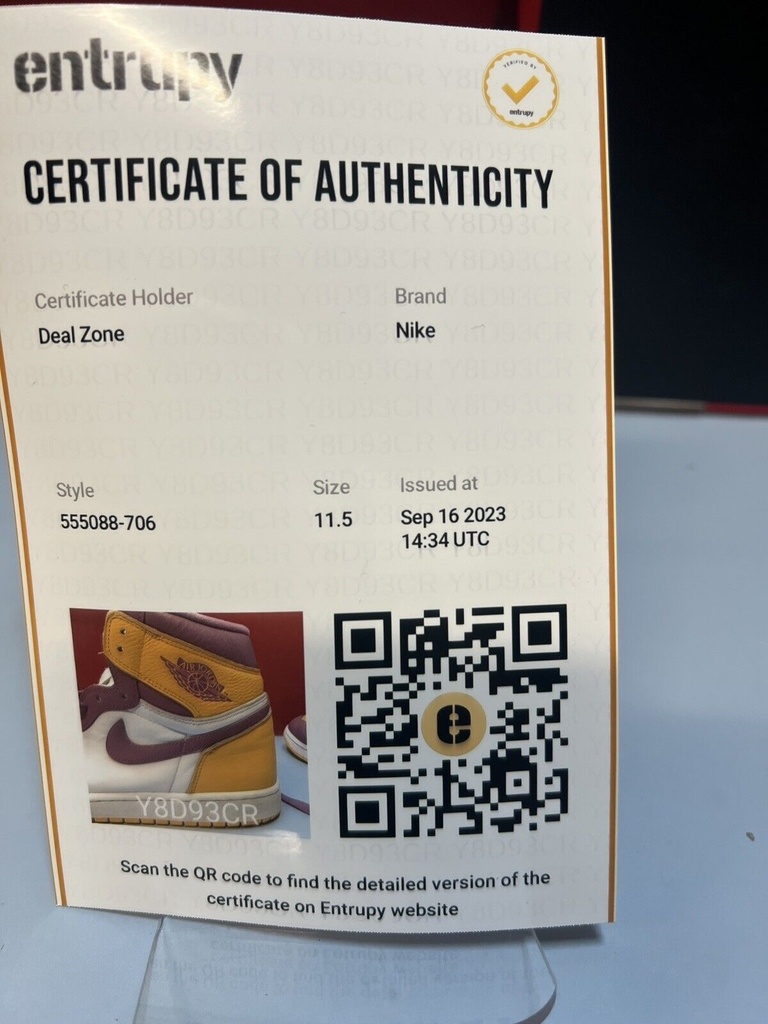 entrupy
VERIFIED BY
entrupy
CERTIFICATE OF AUTHENTICITY
Certificate Holder
Brand
Deal Zone
Nike
Style
Size
Issued at
555088-706
11.5
Sep 16 2023
14:34 UTC
AIR JORDAN
e
Y8D93CR
Scan the QR code to find the detailed version of the
certificate on Entrupy website